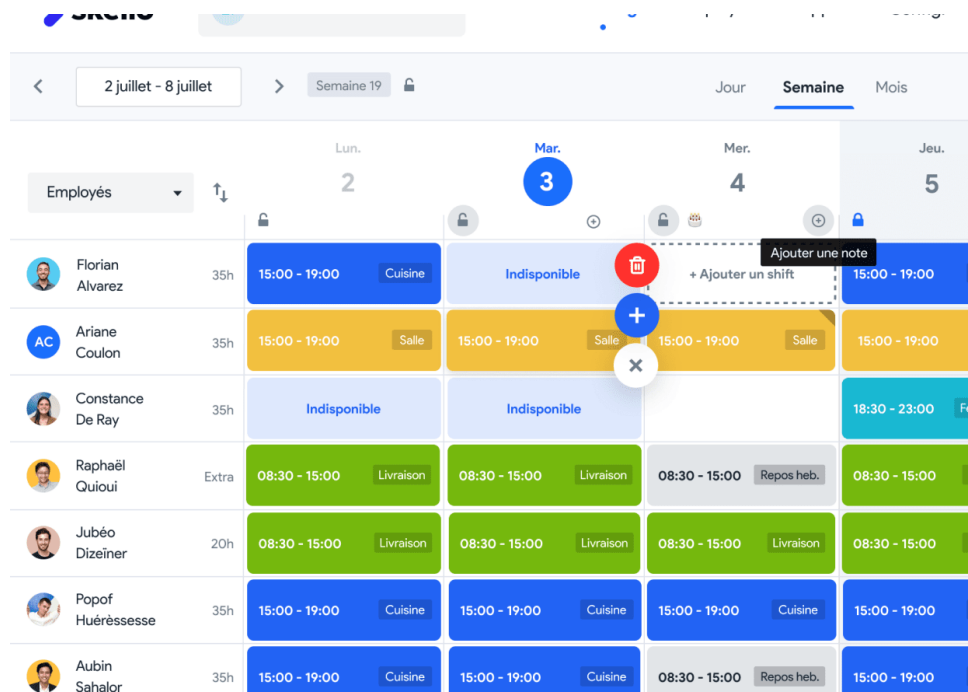 2 juillet - 8 juillet
Semaine 19
Jour
Semaine
Mois
Lun.
Mar.
Mer.
Jeu.
2
3
4
5
Employés
Ajouter une note
Florian
Alvarez
35h
15:00 - 19:00
Cuisine
Indisponible
+ Ajouter un shift
15:00 - 19:00
AC
Ariane
Coulon
35h
15:00 - 19:00
Salle
15:00 - 19:00
Salle
15:00 - 19:00
Salle
15:00 - 19:00
Constance
De Ray
35h
Indisponible
Indisponible
18:30 - 23:00
Raphaël
Quioui
Extra
08:30 - 15:00
Livraison
08:30 - 15:00
Livraison
08:30 - 15:00
Repos heb.
08:30 - 15:00
Jubéo
Dizeïner
20h
08:30 - 15:00
Livraison
08:30 - 15:00
Livraison
08:30 - 15:00
Livraison
08:30 - 15:00
Popof
Huérèssesse
35h
15:00 - 19:00
Cuisine
15:00 - 19:00
Cuisine
15:00 - 19:00
Cuisine
15:00 - 19:00
Aubin
Sahalor
35h
15:00 - 19:00
Cuisine
15:00 - 19:00
Cuisine
08:30 - 15:00
Repos heb.
15:00 - 19:00